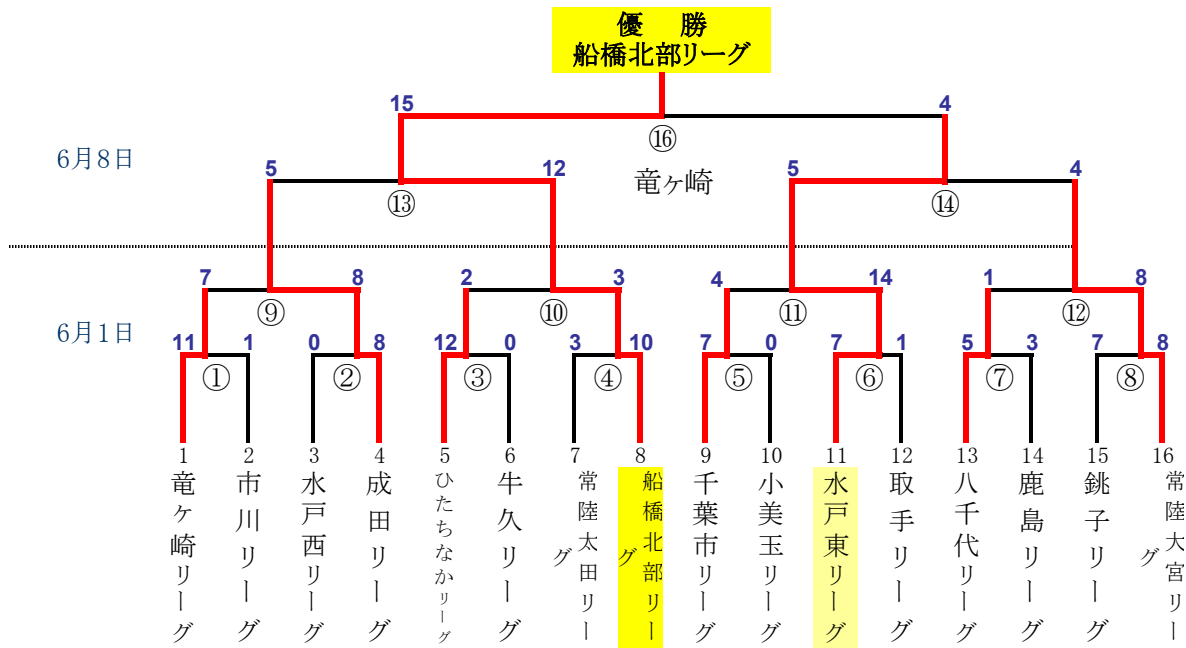 優　勝
船橋北部リーグ
15 4
⑯
6月8日
5 12 竜ヶ崎 5 4
⑬ ⑭
7 8 2 3 4 14 1 8
⑨ ⑩ ⑪ ⑫
6月1日
11 1 0 8 12 0 3 10 7 0 7 1 5 3 7 8
① ② ③ ④ ⑤ ⑥ ⑦ ⑧
1 2 3 4 5 6 7 8 9 10 11 12 13 14 15 16
竜ヶ崎リーグ
市川リーグ
水戸西リーグ
成田リーグ
ひたちなかリーグ
牛久リーグ
常陸太田リーグ
船橋北部リーグ
千葉市リーグ
小美玉リーグ
水戸東リーグ
取手リーグ
八千代リーグ
鹿島リーグ
銚子リーグ
常陸大宮リーグ